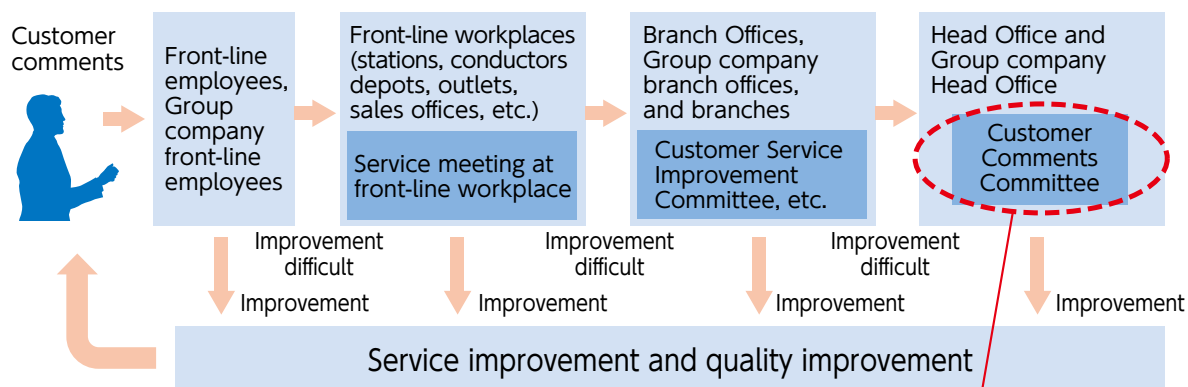 Customer
comments
Front-line
employees,
Group
company
front-line
employees
Front-line workplaces
(stations, conductors
depots, outlets,
sales offices, etc.)
Service meeting at
front-line workplace
Branch Offices,
Group company
branch offices,
and branches
Customer Service
Improvement
Committee, etc.
Head Office and
Group company
Head Office
Customer
Comments
Committee
Improvement
difficult
Improvement
difficult
Improvement
difficult
Improvement
Improvement
Improvement
Improvement
Service improvement and quality improvement